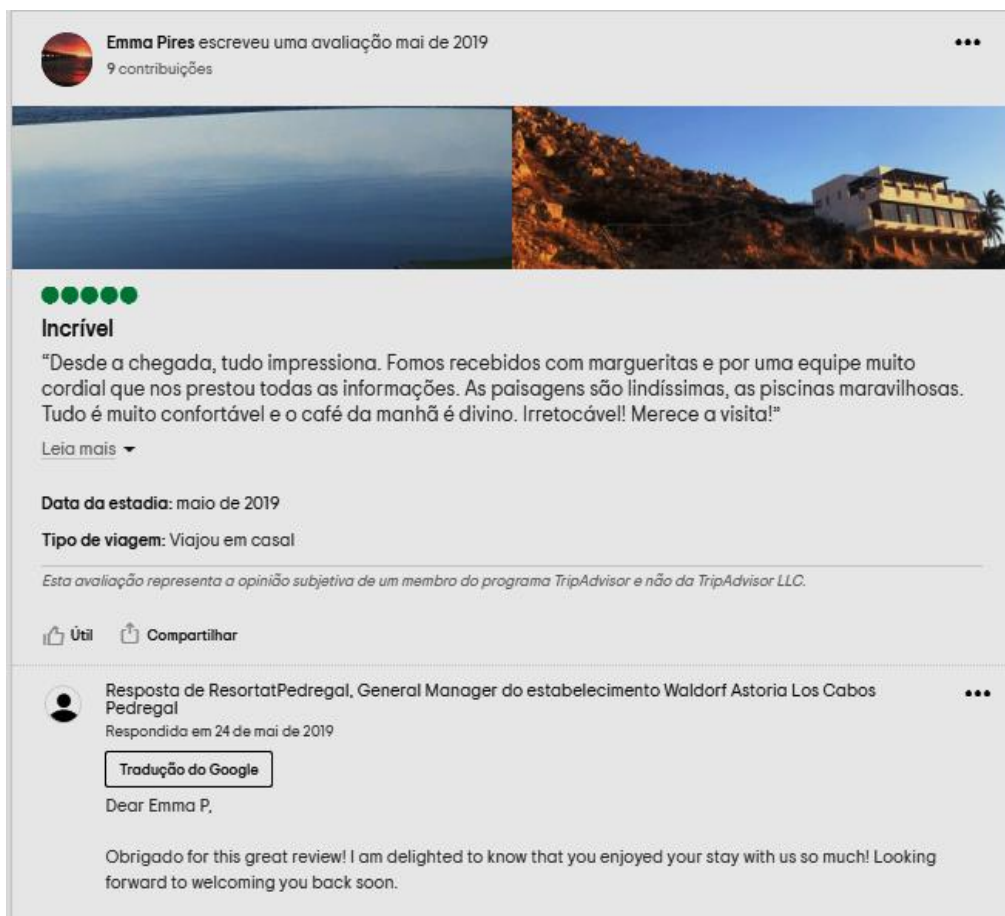 Emma Pires escreveu uma avaliação mai de 2019
9 contribuições
Incrível
“Desde a chegada, tudo impressiona. Fomos recebidos com margueritas e por uma equipe muito
cordial que nos prestou todas as informações. As paisagens são lindíssimas, as piscinas maravilhosas.
Tudo é muito confortável e o café da manhã é divino. Irretocável! Merece a visita!”
Leia mais
Data da estadia: maio de 2019
Tipo de viagem: Viajou em casal
Esta avaliação representa a opinião subjetiva de um membro do programa TripAdvisor e não da TripAdvisor LLC.
Útil Compartilhar
Resposta de ResortatPedregal, General Manager do estabelecimento Waldorf Astoria Los Cabos
Pedregal
Respondida em 24 de mai de 2019
Tradução do Google
Dear Emma P,
Obrigado for this great review! I am delighted to know that you enjoyed your stay with us so much! Looking
forward to welcoming you back soon.